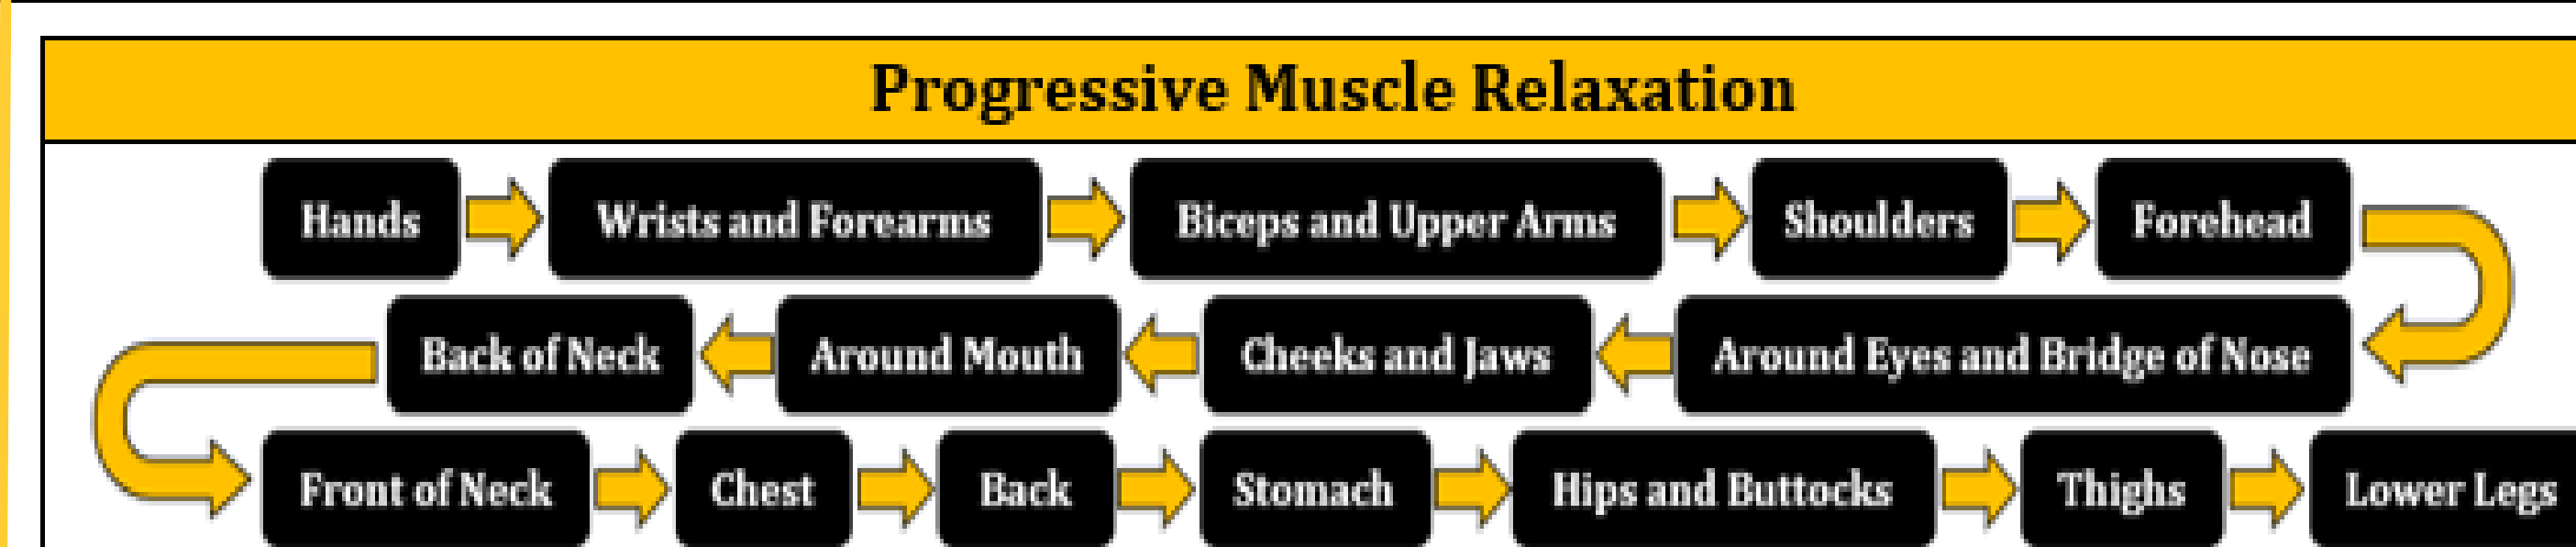 Progressive Muscle Relaxation
Hands Wrists and Forearms Biceps and Upper Arms Shoulders Forehead
Back of Neck Around Mouth Cheeks and Jaws Around Eyes and Bridge of Nose
Front of Neck Chest Back Stomach Hips and Buttocks Thighs Lower Legs